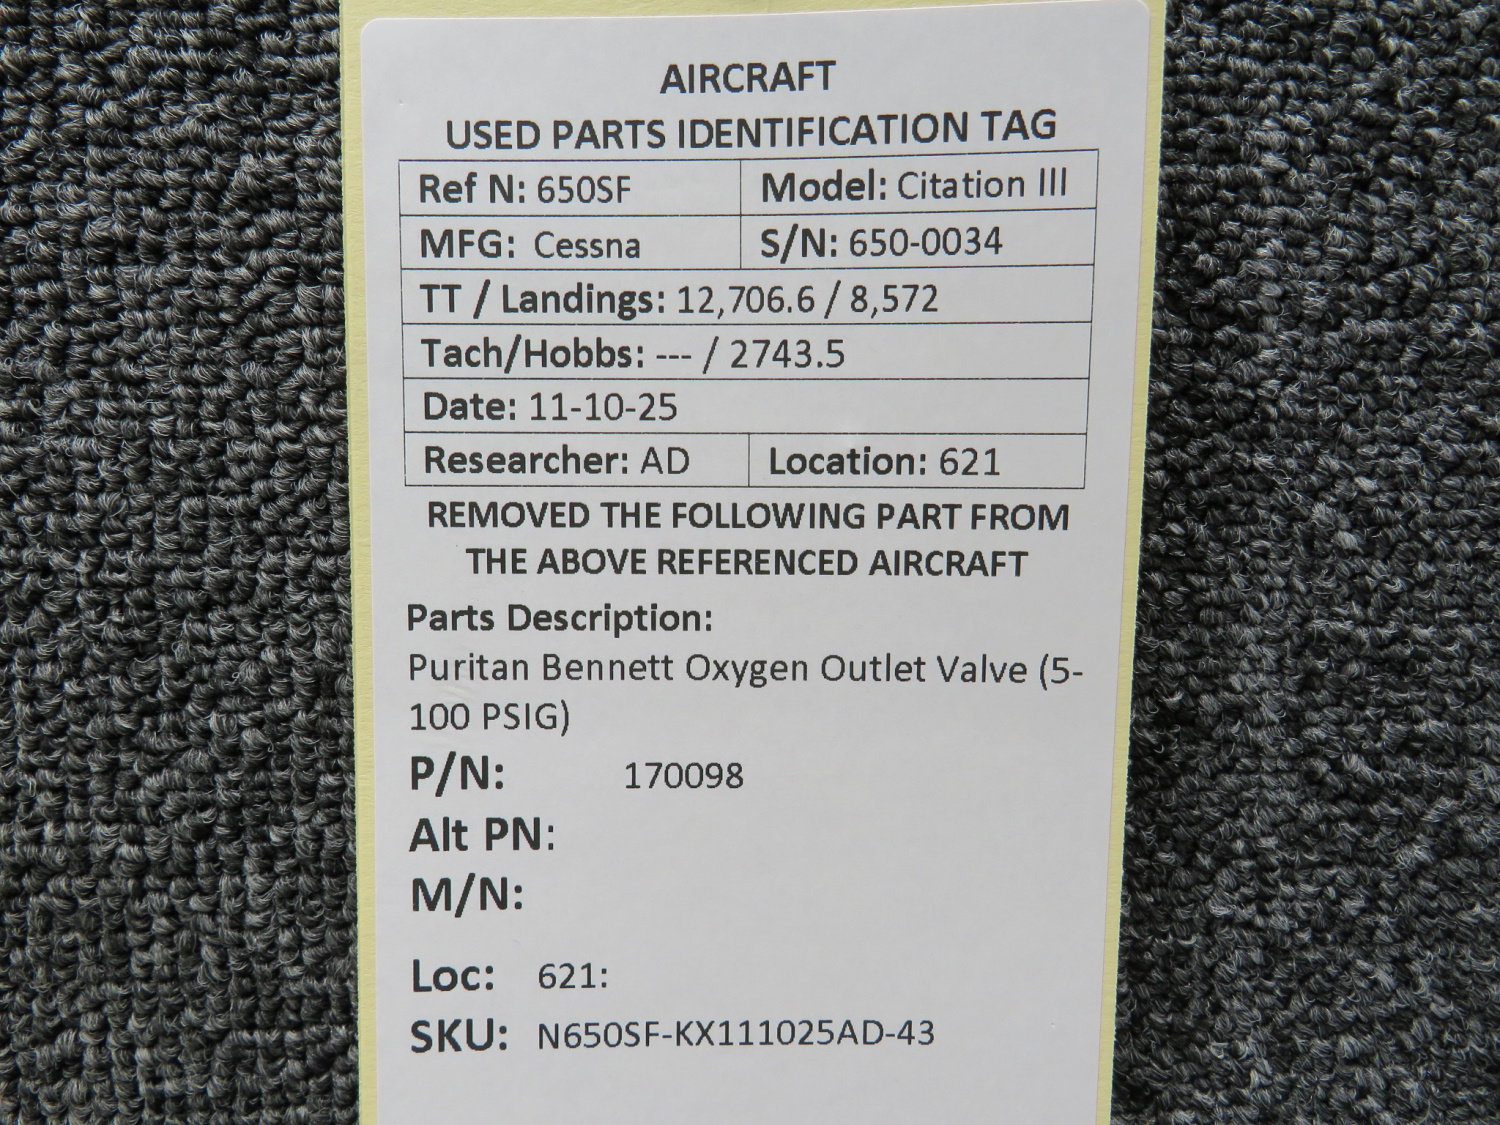 AIRCRAFT
USED PARTS IDENTIFICATION TAG
Ref N: 650SF Model: Citation III
MFG: Cessna S/N: 650-0034
TT / Landings: 12,706.6 / 8,572
Tach/Hobbs: --- / 2743.5
Date: 11-10-25
Researcher: AD Location: 621
REMOVED THE FOLLOWING PART FROM
THE ABOVE REFERENCED AIRCRAFT
Parts Description:
Puritan Bennett Oxygen Outlet Valve (5-
100 PSIG)
P/N: 170098
Alt PN:
M/N:
Loc: 621:
SKU: N650SF-KX111025AD-43